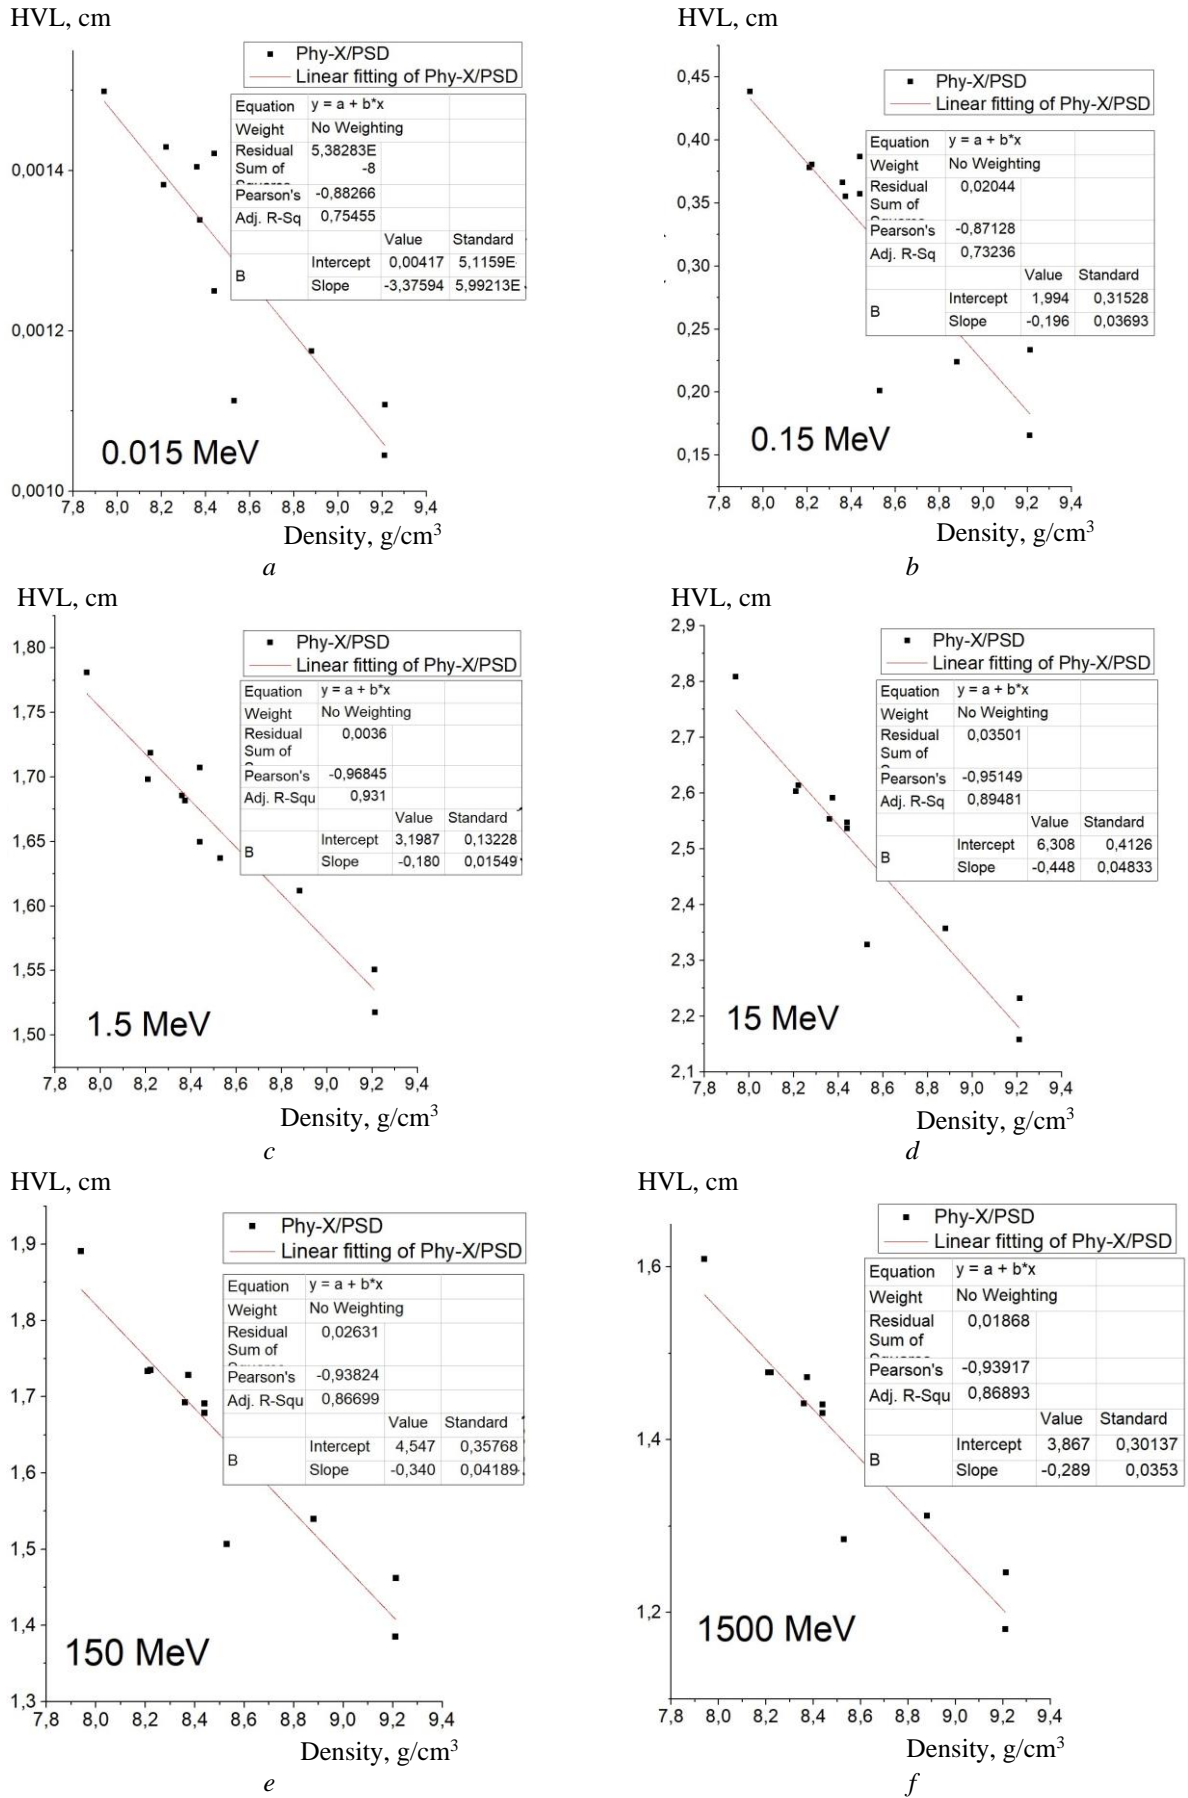 HVL, cm
Phy-X/PSD
Linear fitting of Phy-X/PSD
Equation y = a + b*x
Weight No Weighting
Residual 5,38283E
Sum of -8
Pearson's -0,88266
Adj. R-Sq 0,75455
Value Standard
B Intercept 0,00417 5,1159E
Slope -3,37594 5,99213E
0,0014
0,0012
0,0010
0.015 MeV
7,8 8,0 8,2 8,4 8,6 8,8 9,0 9,2 9,4
Density, g/cm³
a
HVL, cm
Phy-X/PSD
Linear fitting of Phy-X/PSD
Equation y = a + b*x
Weight No Weighting
Residual 0,02044
Sum of
Pearson's -0,87128
Adj. R-Sq 0,73236
Value Standard
B Intercept 1,994 0,31528
Slope -0,196 0,03693
0,45
0,40
0,35
0,30
0,25
0,20
0,15
0.15 MeV
7,8 8,0 8,2 8,4 8,6 8,8 9,0 9,2 9,4
Density, g/cm³
b
HVL, cm
Phy-X/PSD
Linear fitting of Phy-X/PSD
Equation y = a + b*x
Weight No Weighting
Residual 0,0036
Sum of
Pearson's -0,96845
Adj. R-Squ 0,931
Value Standard
B Intercept 3,1987 0,13228
Slope -0,180 0,01549
1,80
1,75
1,70
1,65
1,60
1,55
1,50
1.5 MeV
7,8 8,0 8,2 8,4 8,6 8,8 9,0 9,2 9,4
Density, g/cm³
c
HVL, cm
Phy-X/PSD
Linear fitting of Phy-X/PSD
Equation y = a + b*x
Weight No Weighting
Residual 0,03501
Sum of
Pearson's -0,95149
Adj. R-Sq 0,89481
Value Standard
B Intercept 6,308 0,4126
Slope -0,448 0,04833
2,9
2,8
2,7
2,6
2,5
2,4
2,3
2,2
2,1
15 MeV
7,8 8,0 8,2 8,4 8,6 8,8 9,0 9,2 9,4
Density, g/cm³
d
HVL, cm
Phy-X/PSD
Linear fitting of Phy-X/PSD
Equation y = a + b*x
Weight No Weighting
Residual 0,02631
Sum of
Pearson's -0,93824
Adj. R-Squ 0,86699
Value Standard
B Intercept 4,547 0,35768
Slope -0,340 0,04189
1,9
1,8
1,7
1,6
1,5
1,4
1,3
150 MeV
7,8 8,0 8,2 8,4 8,6 8,8 9,0 9,2 9,4
Density, g/cm³
e
HVL, cm
Phy-X/PSD
Linear fitting of Phy-X/PSD
Equation y = a + b*x
Weight No Weighting
Residual 0,01868
Sum of
Pearson's -0,93917
Adj. R-Squ 0,86893
Value Standard
B Intercept 3,867 0,30137
Slope -0,289 0,0353
1,6
1,4
1,2
1500 MeV
7,8 8,0 8,2 8,4 8,6 8,8 9,0 9,2 9,4
Density, g/cm³
f